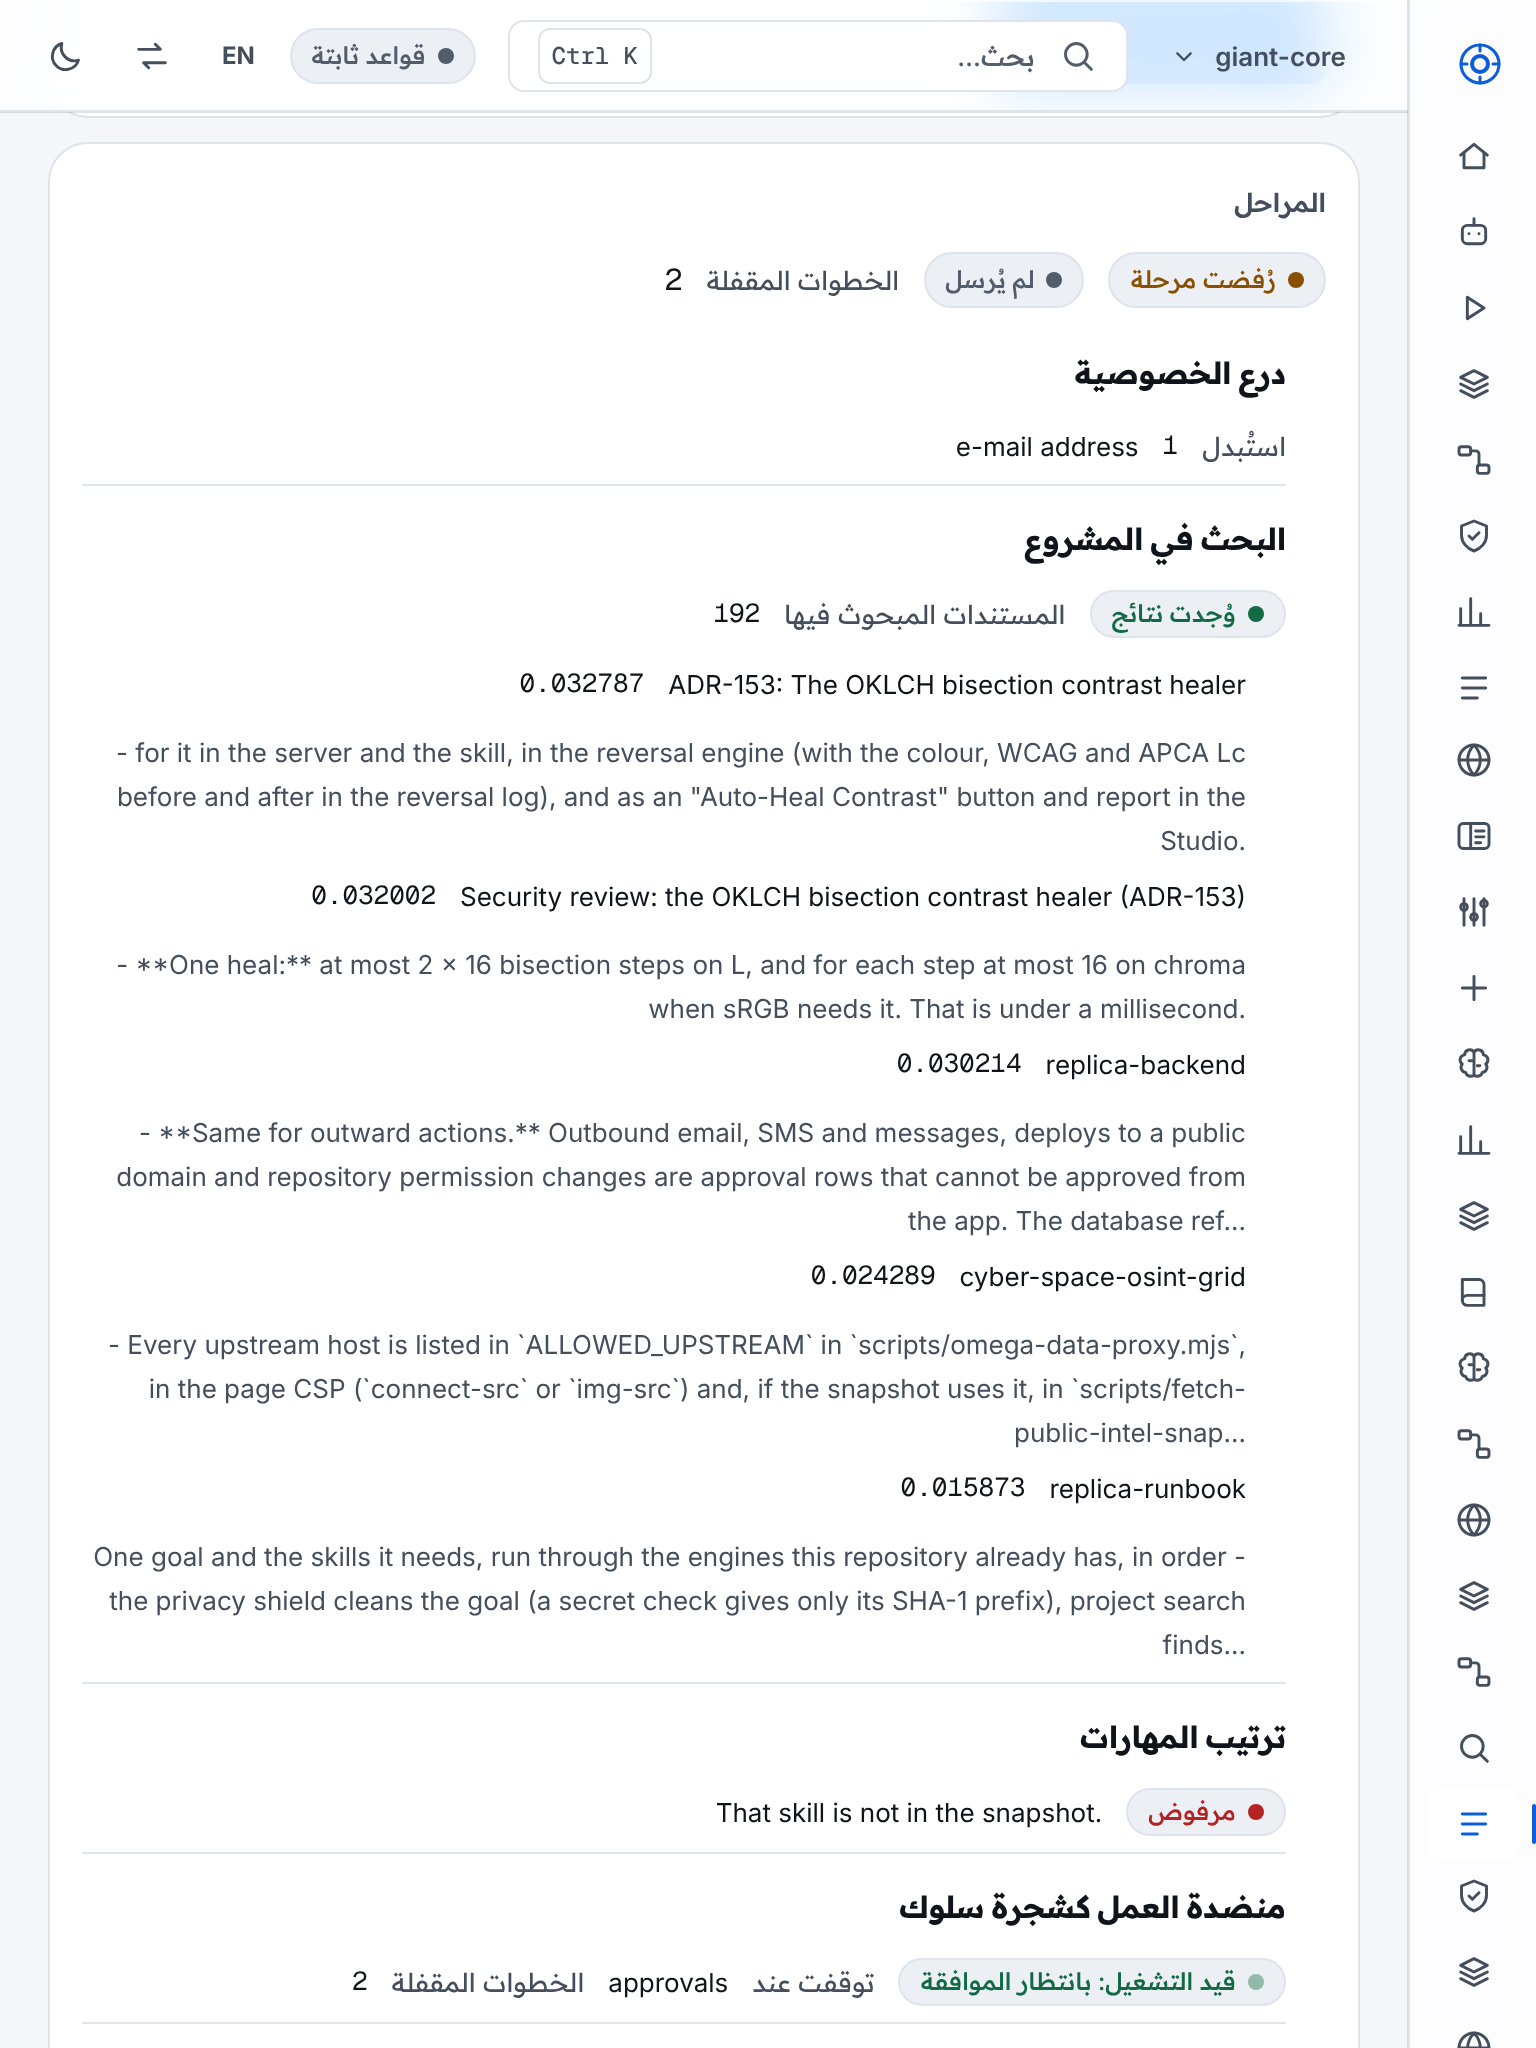 giant-core
بحث...
Ctrl K
قواعد ثابتة
EN
المراحل
رُفضت مرحلة
لم يُرسل
الخطوات المقفلة 2
درع الخصوصية
استُبدل 1 e-mail address
البحث في المشروع
وُجدت نتائج
المستندات المبحوث فيها 192
ADR-153: The OKLCH bisection contrast healer 0.032787
- for it in the server and the skill, in the reversal engine (with the colour, WCAG and APCA Lc
before and after in the reversal log), and as an "Auto-Heal Contrast" button and report in the
Studio.
Security review: the OKLCH bisection contrast healer (ADR-153) 0.032002
- **One heal:** at most 2 × 16 bisection steps on L, and for each step at most 16 on chroma
when sRGB needs it. That is under a millisecond.
replica-backend 0.030214
- **Same for outward actions.** Outbound email, SMS and messages, deploys to a public
domain and repository permission changes are approval rows that cannot be approved from
the app. The database ref...
cyber-space-osint-grid 0.024289
- Every upstream host is listed in `ALLOWED_UPSTREAM` in `scripts/omega-data-proxy.mjs`,
in the page CSP (`connect-src` or `img-src`) and, if the snapshot uses it, in `scripts/fetch-
public-intel-snap...
replica-runbook 0.015873
One goal and the skills it needs, run through the engines this repository already has, in order -
the privacy shield cleans the goal (a secret check gives only its SHA-1 prefix), project search
finds...
ترتيب المهارات
مرفوض
That skill is not in the snapshot.
منضدة العمل كشجرة سلوك
قيد التشغيل: بانتظار الموافقة
توقفت عند approvals الخطوات المقفلة 2